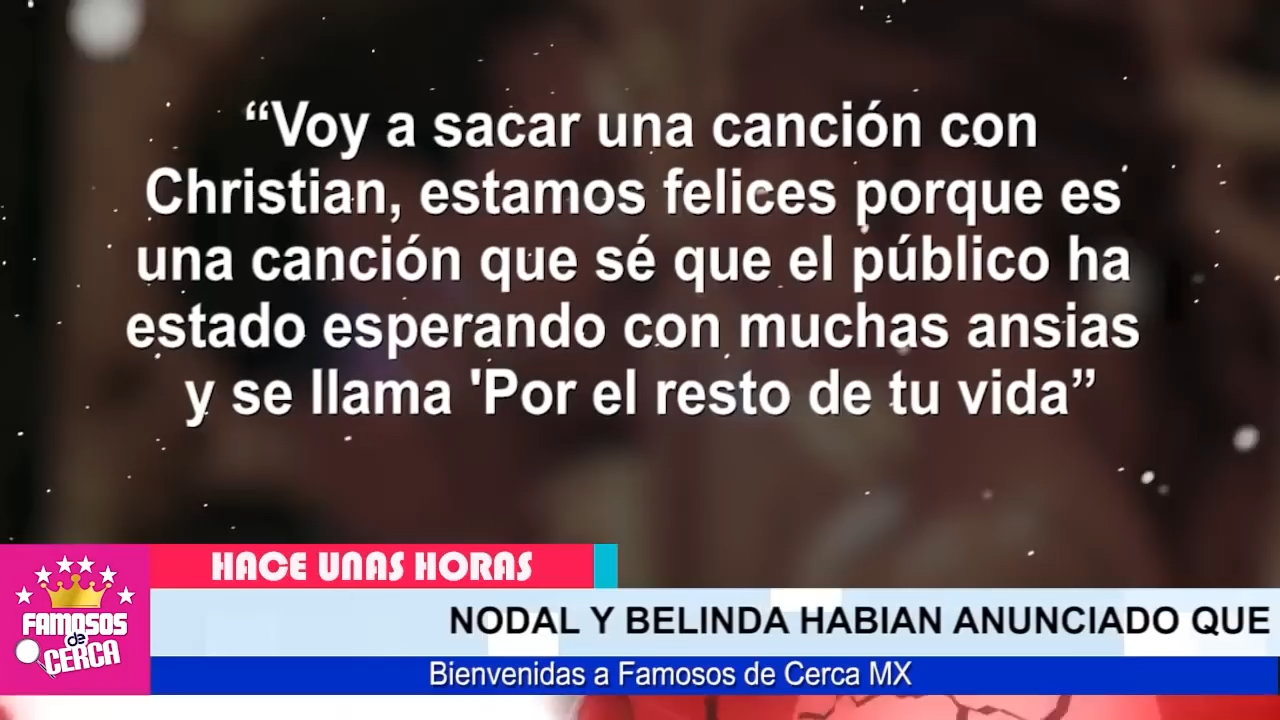 “Voy a sacar una canción con
Christian, estamos felices porque es
una canción que sé que el público ha
estado esperando con muchas ansias
y se llama 'Por el resto de tu vida”
HACE UNAS HORAS
NODAL Y BELINDA HABIAN ANUNCIADO QUE
FAMOSOS
de
CERCA
Bienvenidas a Famosos de Cerca MX